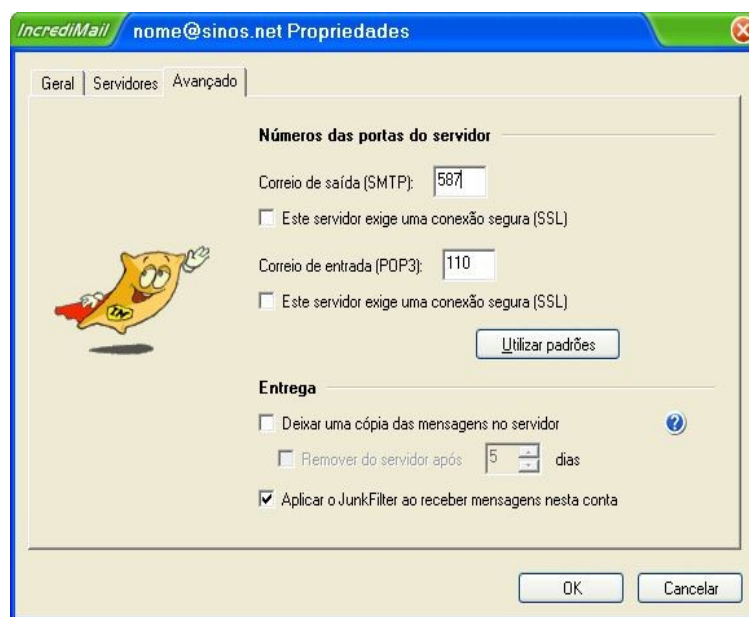 IncrediMail nome@sinos.net Propriedades
Geral Servidores Avançado
Números das portas do servidor
Correio de saída (SMTP): 587
Este servidor exige uma conexão segura (SSL)
Correio de entrada (POP3): 110
Este servidor exige uma conexão segura (SSL)
Utilizar padrões
Entrega
Deixar uma cópia das mensagens no servidor ?
Remover do servidor após 5 dias
Aplicar o JunkFilter ao receber mensagens nesta conta
IM
OK Cancelar